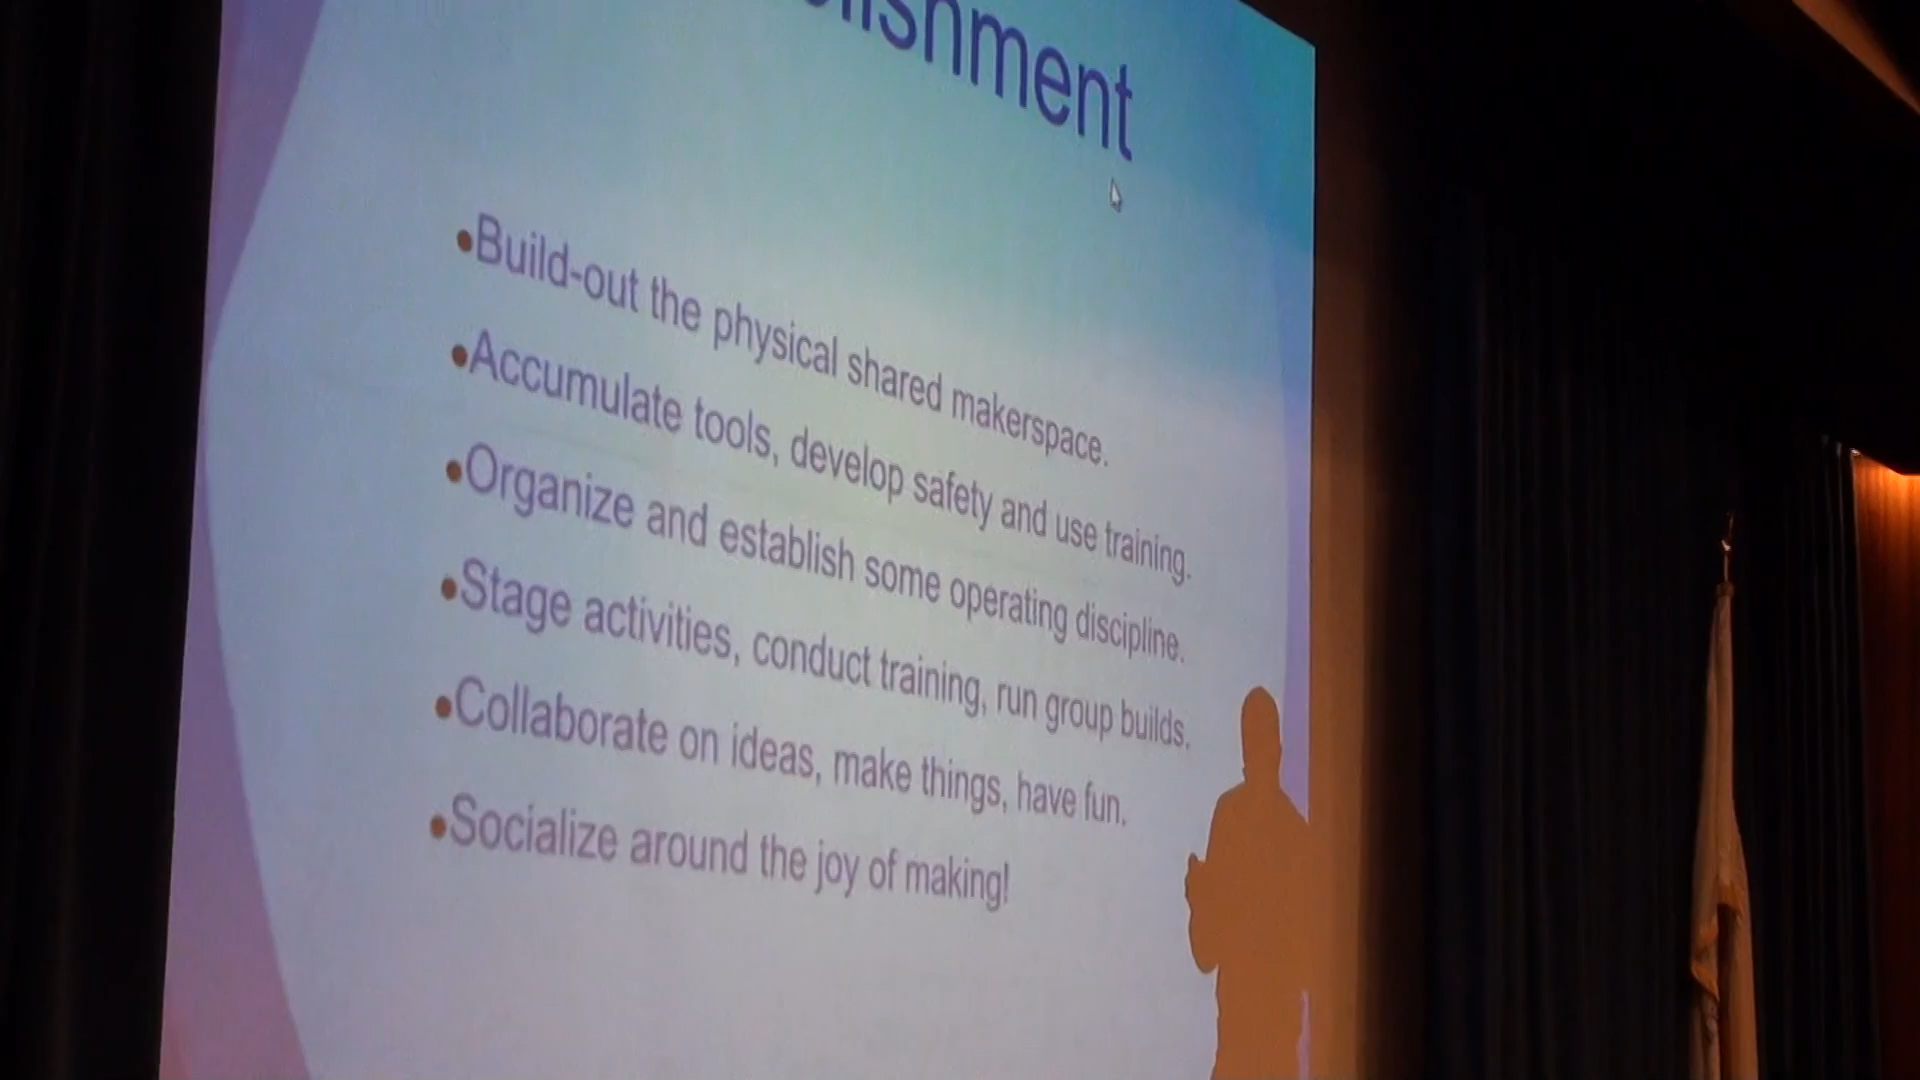 lishment
•Build-out the physical shared makerspace.
•Accumulate tools, develop safety and use training.
•Organize and establish some operating discipline.
•Stage activities, conduct training, run group builds.
•Collaborate on ideas, make things, have fun.
•Socialize around the joy of making!